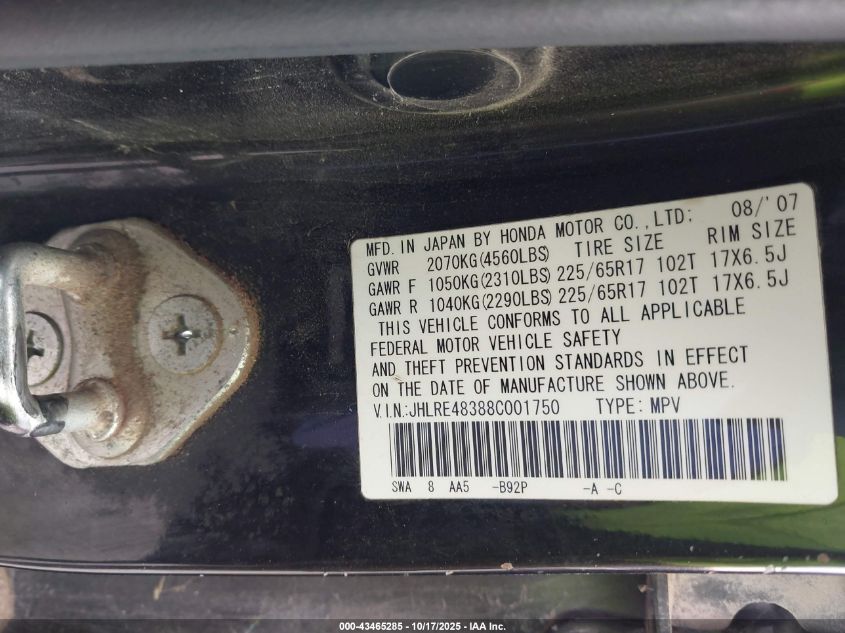 MFD. IN JAPAN BY HONDA MOTOR CO.,LTD: 08/'07
GVWR 2070KG(4560LBS) TIRE SIZE RIM SIZE
GAWR F 1050KG(2310LBS) 225/65R17 102T 17X6.5J
GAWR R 1040KG(2290LBS) 225/65R17 102T 17X6.5J
THIS VEHICLE CONFORMS TO ALL APPLICABLE
FEDERAL MOTOR VEHICLE SAFETY
AND THEFT PREVENTION STANDARDS IN EFFECT
ON THE DATE OF MANUFACTURE SHOWN ABOVE.
V.I.N.:JHLRE48388C001750 TYPE: MPV
SWA 8 AA5 -B92P -A -C
000-43465285 - 10/17/2025 - IAA Inc.